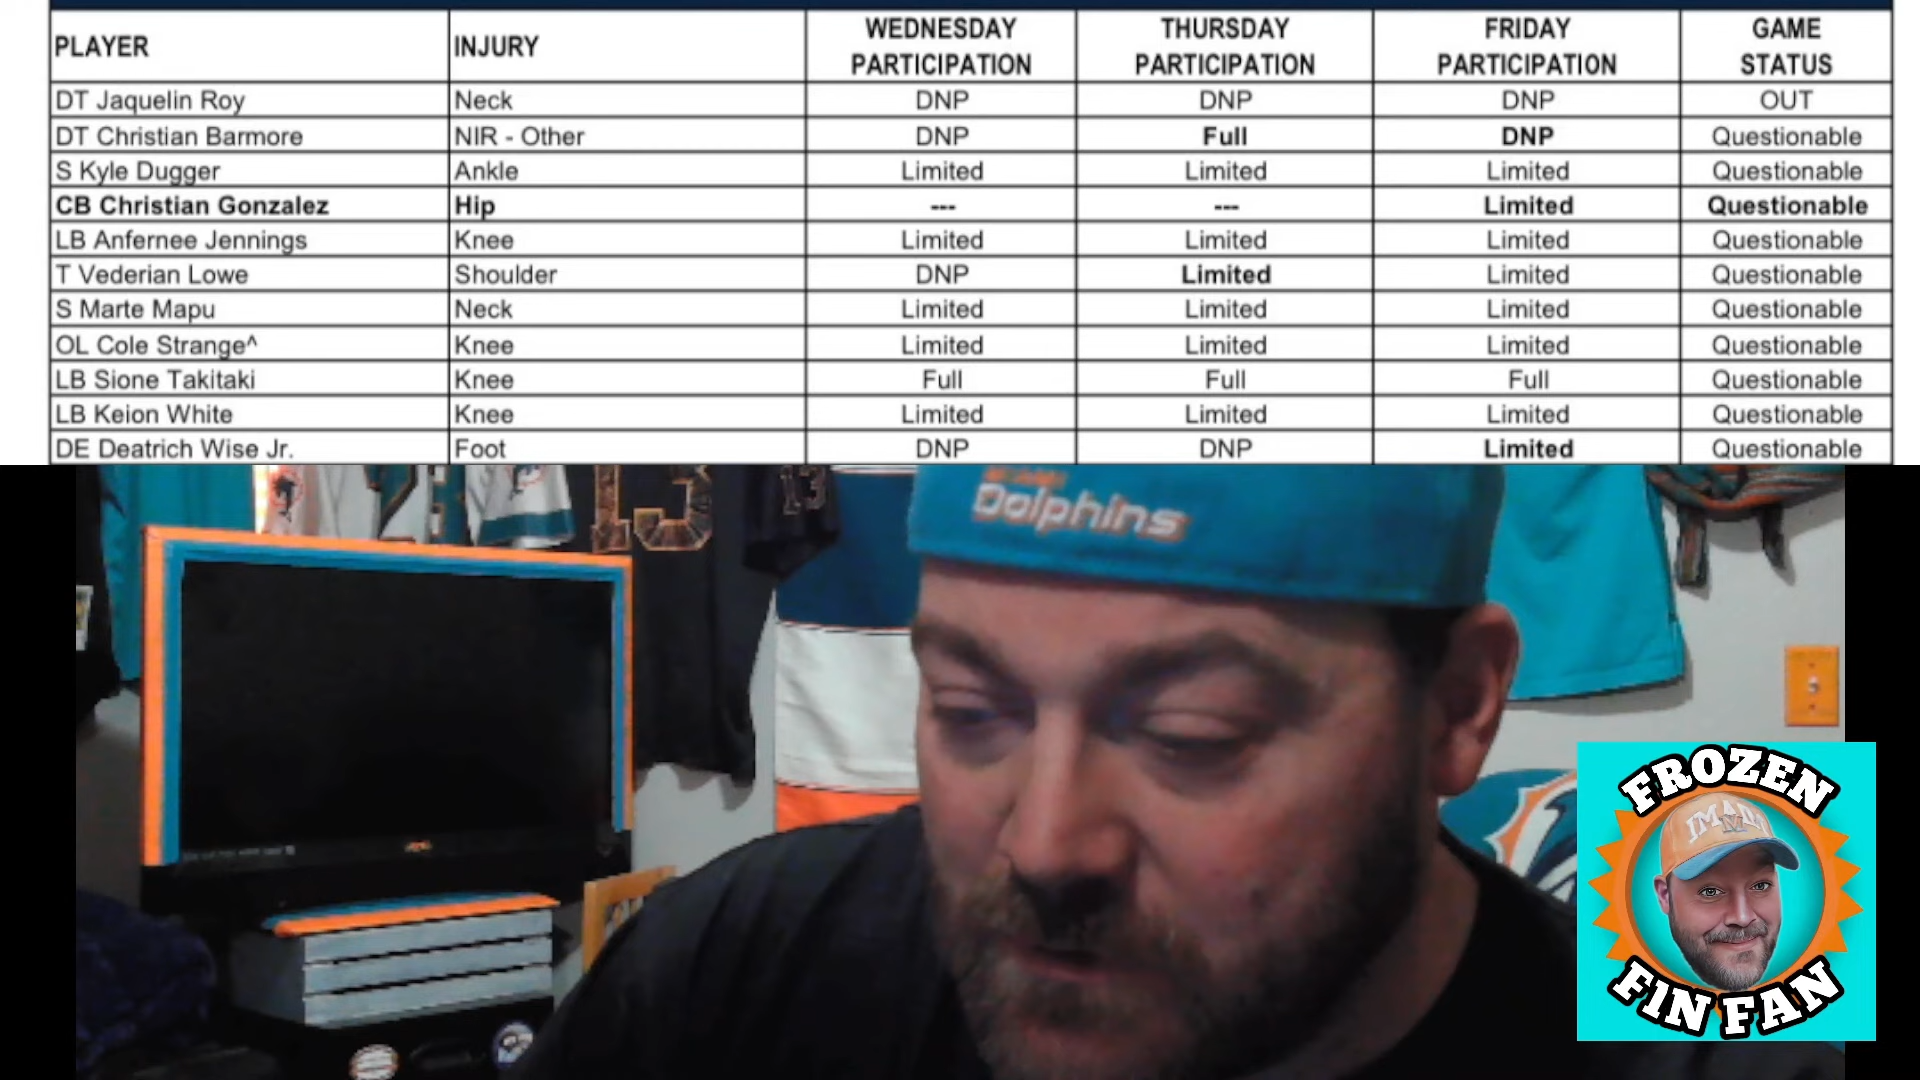 PLAYER INJURY WEDNESDAY PARTICIPATION THURSDAY PARTICIPATION FRIDAY PARTICIPATION GAME STATUS
DT Jaquelin Roy Neck DNP DNP DNP OUT
DT Christian Barmore NIR - Other DNP Full DNP Questionable
S Kyle Dugger Ankle Limited Limited Limited Questionable
CB Christian Gonzalez Hip --- --- Limited Questionable
LB Anfernee Jennings Knee Limited Limited Limited Questionable
T Vederian Lowe Shoulder DNP Limited Limited Questionable
S Marte Mapu Neck Limited Limited Limited Questionable
OL Cole Strange^ Knee Limited Limited Limited Questionable
LB Sione Takitaki Knee Full Full Full Questionable
LB Keion White Knee Limited Limited Limited Questionable
DE Deatrich Wise Jr. Foot DNP DNP Limited Questionable
13
13
Dolphins
FROZEN
FIN FAN